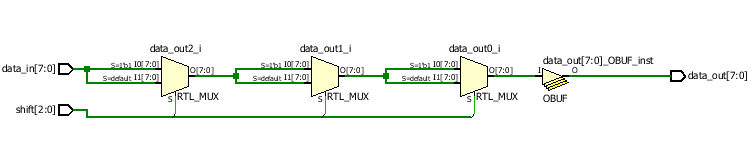 data_out2_i
data_out1_i
data_out0_i
data_in[7:0]
S=1'b1 I0[7:0]
S=default I1[7:0]
O[7:0]
S
RTL_MUX
S=1'b1 I0[7:0]
S=default I1[7:0]
O[7:0]
S
RTL_MUX
S=1'b1 I0[7:0]
S=default I1[7:0]
O[7:0]
S
RTL_MUX
data_out[7:0]_OBUF_inst
I
O
OBUF
data_out[7:0]
shift[2:0]